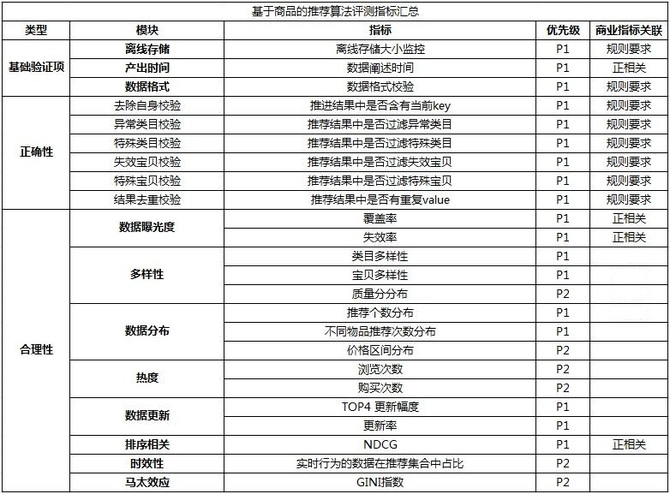 基于商品的推荐算法评测指标汇总
类型 模块 指标 优先级 商业指标关联
基础验证项 离线存储 离线存储大小监控 P1 规则要求
产出时间 数据阐述时间 P1 正相关
数据格式 数据格式校验 P1 规则要求
正确性 去除自身校验 推进结果中是否含有当前key P1 规则要求
异常类目校验 推荐结果中是否过滤异常类目 P1 规则要求
特殊类目校验 推荐结果中是否过滤特殊类目 P1 规则要求
失效宝贝校验 推荐结果中是否过滤失效宝贝 P1 规则要求
特殊宝贝校验 推荐结果中是否过滤特殊宝贝 P1 规则要求
结果去重校验 推荐结果中是否有重复value P1 规则要求
合理性 数据曝光度 覆盖率 P1 正相关
失效率 P1 正相关
多样性 类目多样性 P1
宝贝多样性 P1
质量分分布 P2
数据分布 推荐个数分布 P1
不同物品推荐次数分布 P1
价格区间分布 P2
热度 浏览次数 P2
购买次数 P2
数据更新 TOP4 更新幅度 P1
更新率 P1
排序相关 NDCG P1 正相关
时效性 实时行为的数据在推荐集合中占比 P2
马太效应 GINI指数 P2